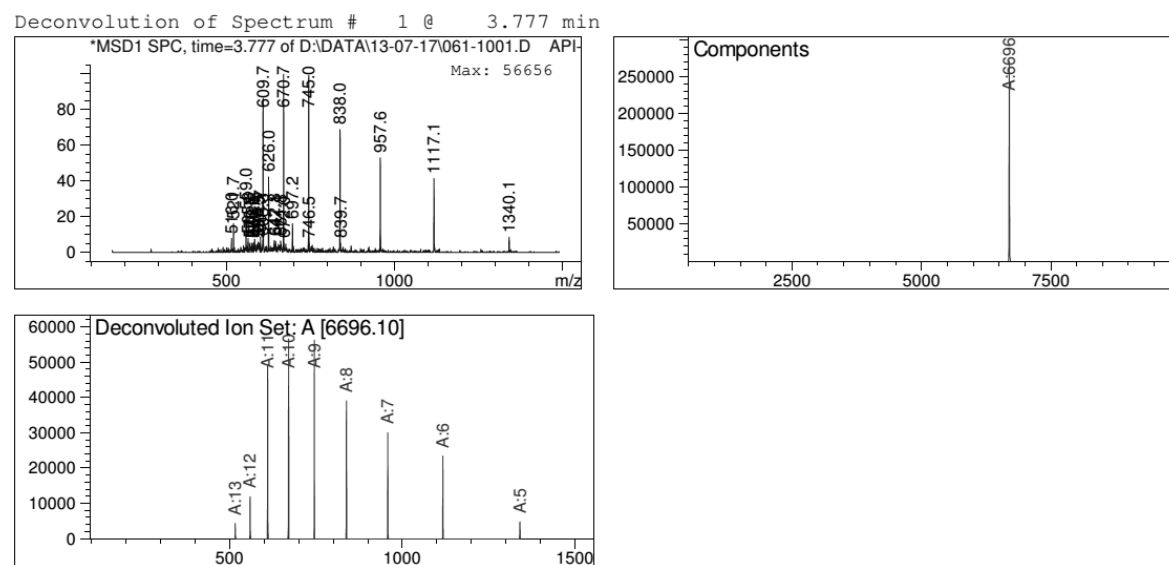 Deconvolution of Spectrum # 1 @ 3.777 min
*MSD1 SPC, time=3.777 of D:\DATA\13-07-17\061-1001.D API-
Max: 56656
80
60
40
20
0
609.7
626.0
670.7
697.2
745.0
746.5
838.0
839.7
957.6
1117.1
1340.1
500
1000
m/z
Components
A:6696
250000
200000
150000
100000
50000
2500
5000
7500
Deconvoluted Ion Set: A [6696.10]
60000
50000
40000
30000
20000
10000
0
A:13
A:12
A:11
A:10
A:9
A:8
A:7
A:6
A:5
500
1000
1500